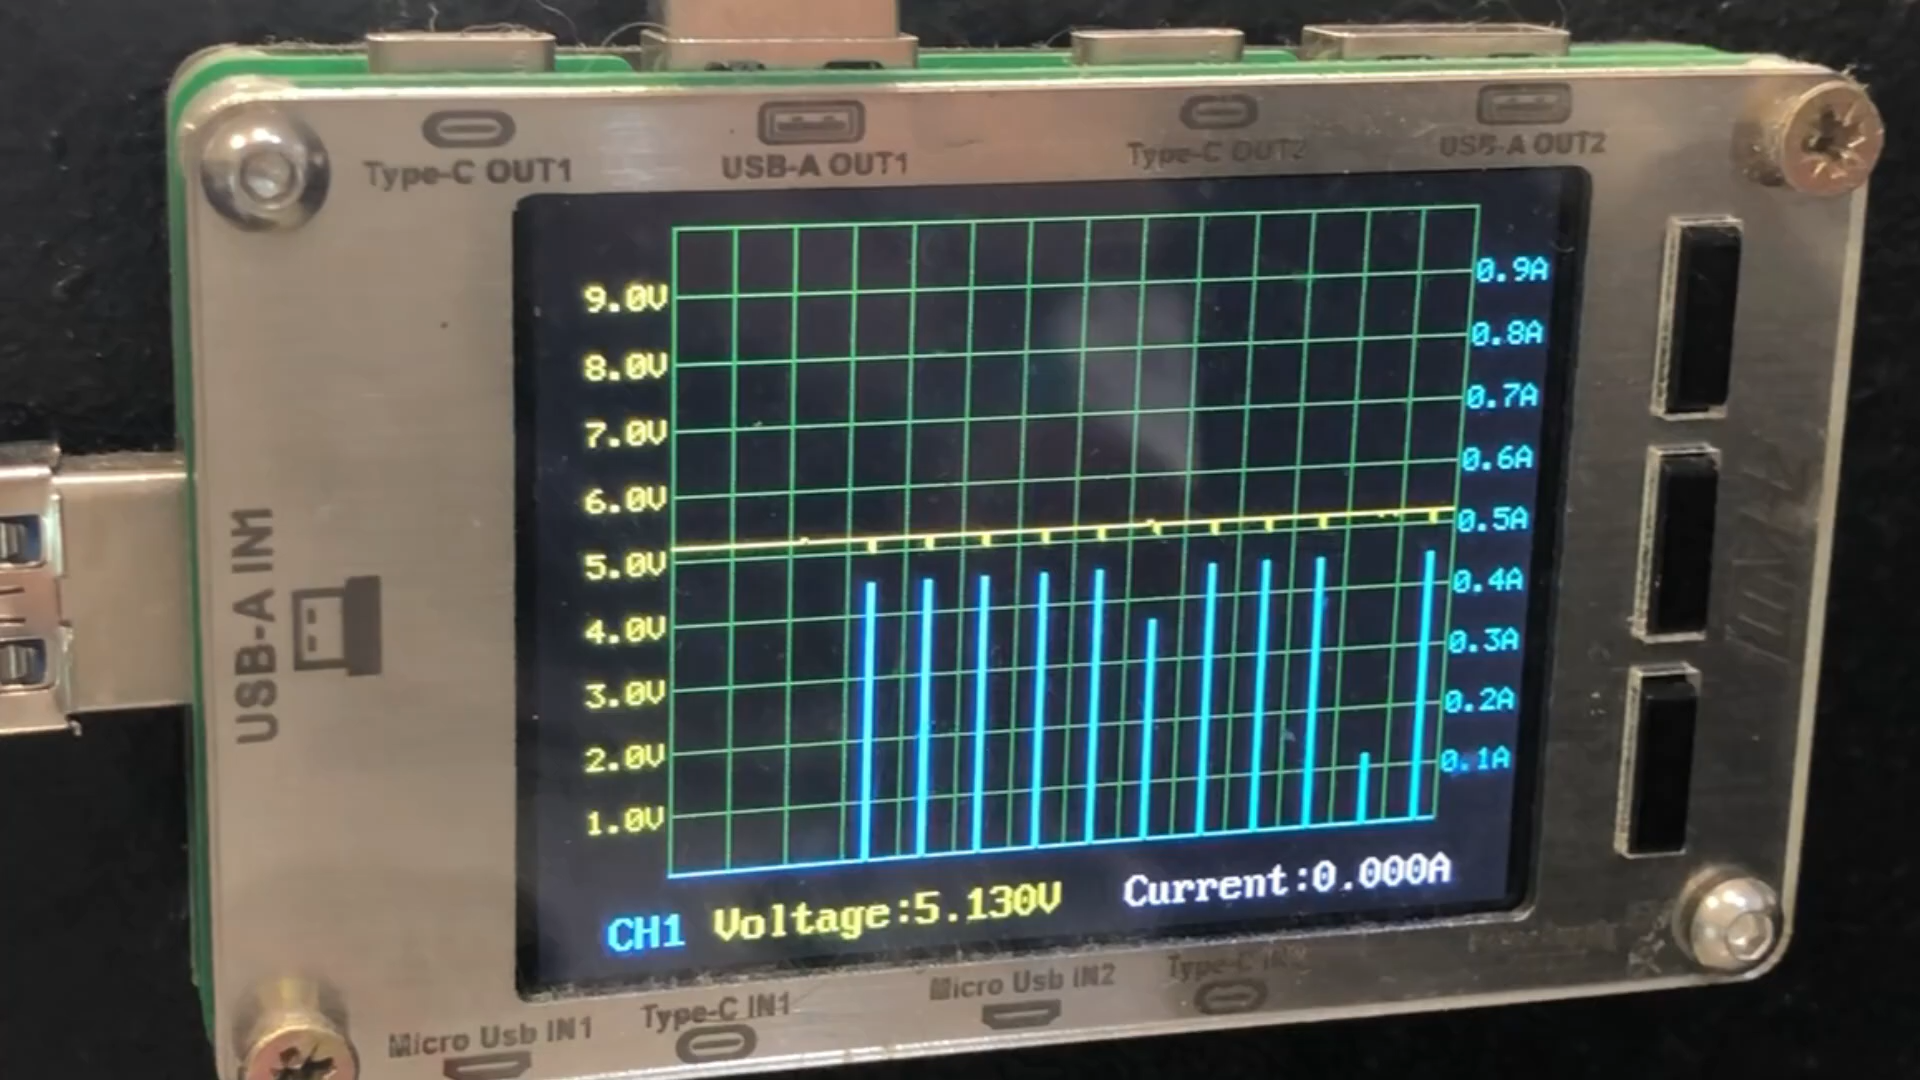 Type-C OUT1
USB-A OUT1
Type-C OUT2
USB-A OUT2
USB-A IN
9.0V
8.0V
7.0V
6.0V
5.0V
4.0V
3.0V
2.0V
1.0V
0.9A
0.8A
0.7A
0.6A
0.5A
0.4A
0.3A
0.2A
0.1A
CH1 Voltage:5.130V Current:0.000A
Micro Usb IN1
Type-C IN1
Micro Usb IN2
Type-C IN2